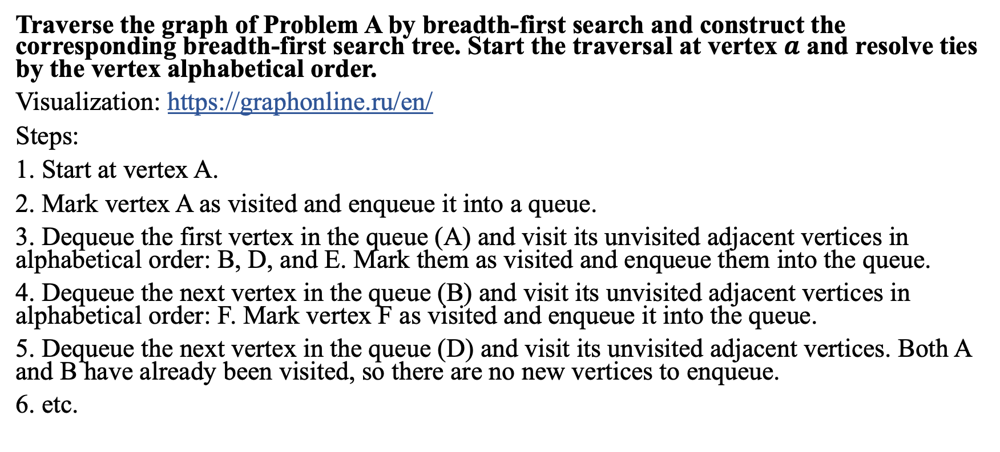 Traverse the graph of Problem A by breadth-first search and construct the
corresponding breadth-first search tree. Start the traversal at vertex a and resolve ties
by the vertex alphabetical order.
Visualization: https://graphonline.ru/en/
Steps:
1. Start at vertex A.
2. Mark vertex A as visited and enqueue it into a queue.
3. Dequeue the first vertex in the queue (A) and visit its unvisited adjacent vertices in
alphabetical order: B, D, and E. Mark them as visited and enqueue them into the queue.
4. Dequeue the next vertex in the queue (B) and visit its unvisited adjacent vertices in
alphabetical order: F. Mark vertex F as visited and enqueue it into the queue.
5. Dequeue the next vertex in the queue (D) and visit its unvisited adjacent vertices. Both A
and B have already been visited, so there are no new vertices to enqueue.
6. etc.